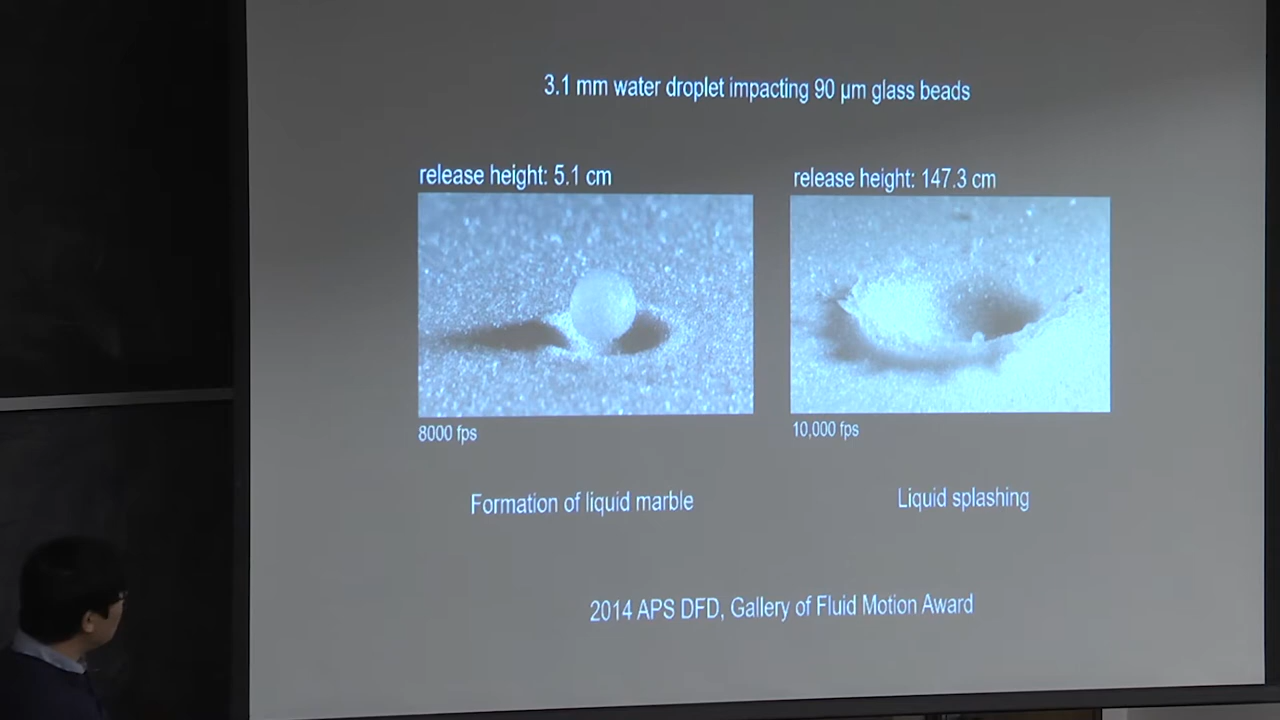 3.1 mm water droplet impacting 90 µm glass beads
release height: 5.1 cm
release height: 147.3 cm
8000 fps
10,000 fps
Formation of liquid marble
Liquid splashing
2014 APS DFD, Gallery of Fluid Motion Award